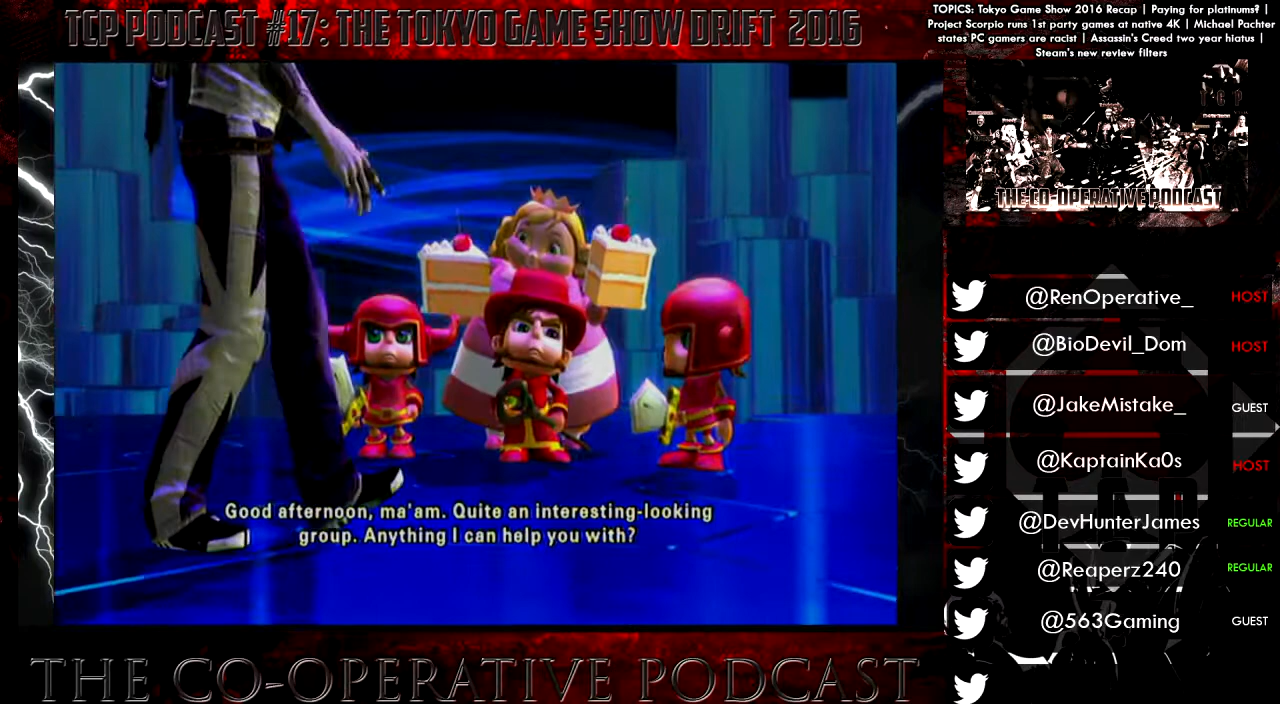 TCP PODCAST #17: THE TOKYO GAME SHOW DRIFT 2016
TOPICS: Tokyo Game Show 2016 Recap | Paying for platinums? |
Project Scorpio runs 1st party games at native 4K | Michael Pachter
states PC gamers are racist | Assassin's Creed two year hiatus |
Steam's new review filters
TCP
THE CO-OPERATIVE PODCAST
@RenOperative_ HOST
@BioDevil_Dom HOST
@JakeMistake_ GUEST
@KaptainKa0s HOST
@DevHunterJames REGULAR
@Reaperz240 REGULAR
@563Gaming GUEST
Good afternoon, ma'am. Quite an interesting-looking
group. Anything I can help you with?
THE CO-OPERATIVE PODCAST